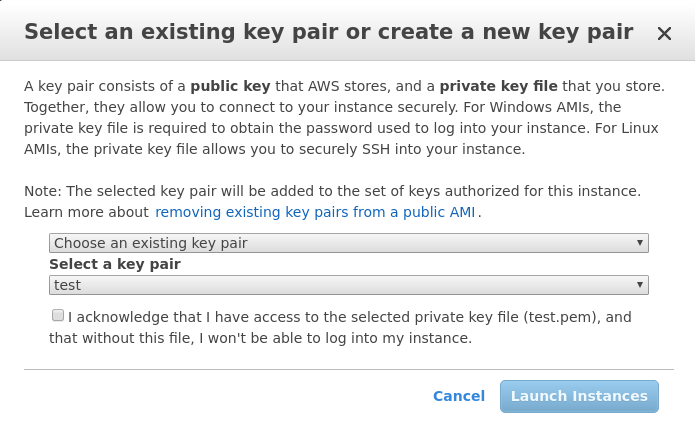 Select an existing key pair or create a new key pair
A key pair consists of a public key that AWS stores, and a private key file that you store.
Together, they allow you to connect to your instance securely. For Windows AMIs, the
private key file is required to obtain the password used to log into your instance. For Linux
AMIs, the private key file allows you to securely SSH into your instance.
Note: The selected key pair will be added to the set of keys authorized for this instance.
Learn more about removing existing key pairs from a public AMI.
Choose an existing key pair
Select a key pair
test
I acknowledge that I have access to the selected private key file (test.pem), and
that without this file, I won't be able to log into my instance.
Cancel Launch Instances